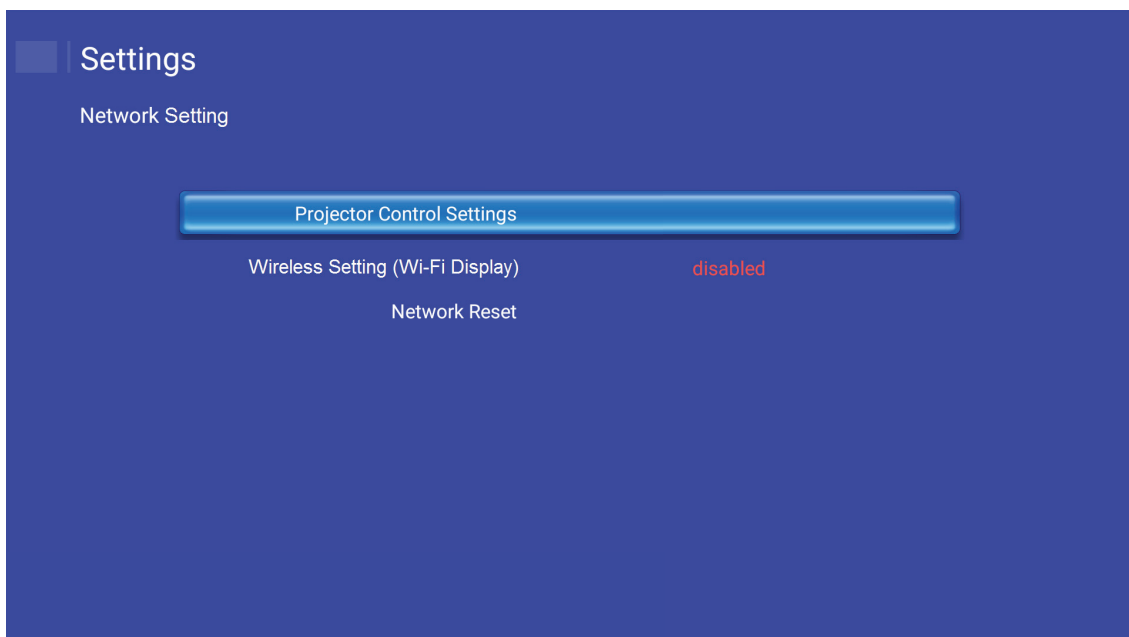 Settings
Network Setting
Projector Control Settings
Wireless Setting (Wi-Fi Display) disabled
Network Reset